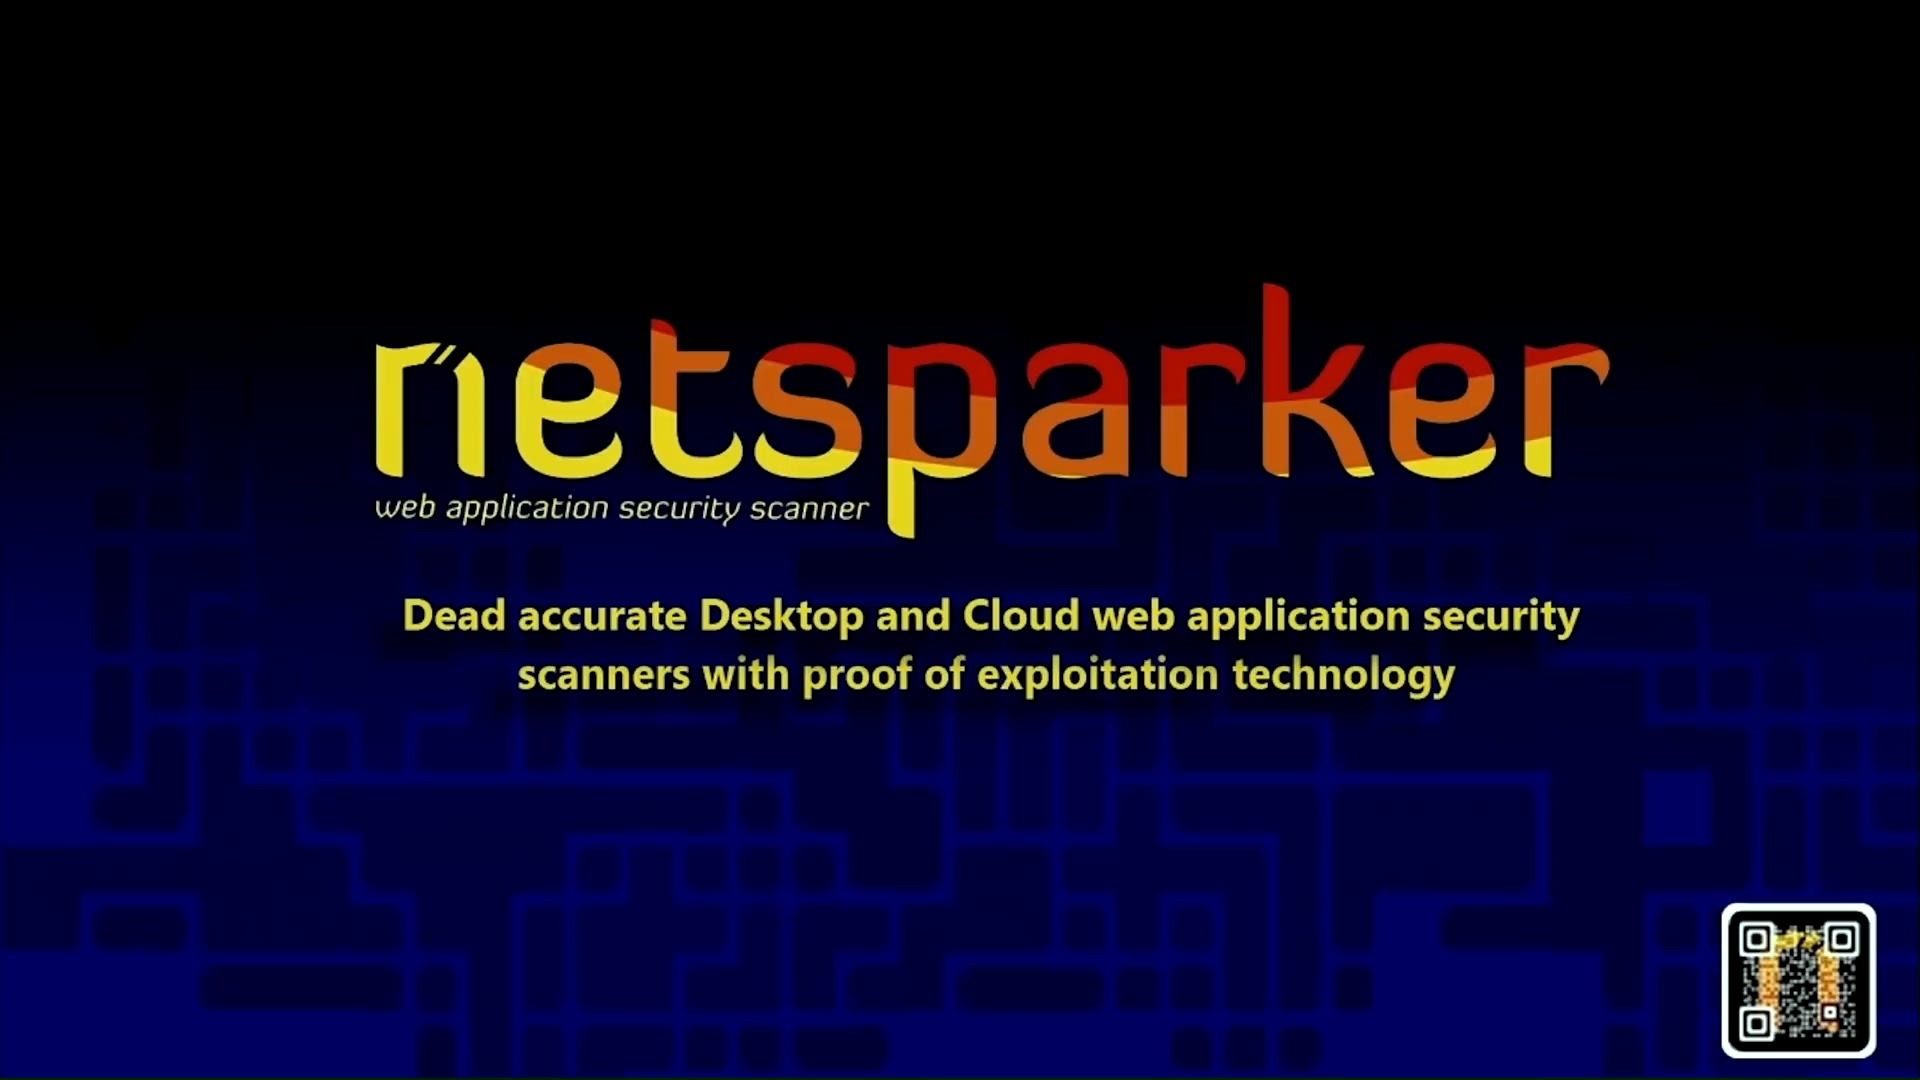 netsparker
web application security scanner
Dead accurate Desktop and Cloud web application security
scanners with proof of exploitation technology